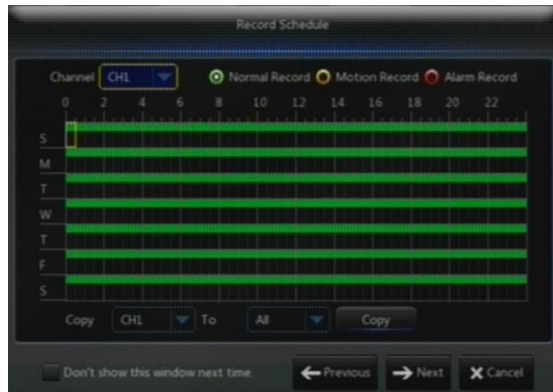 Record Schedule
Channel CH1 Normal Record Motion Record Alarm Record
0 2 4 6 8 10 12 14 16 18 20 22
S
M
T
W
T
F
S
Copy CH1 To All Copy
Don't show this window next time
Previous Next Cancel